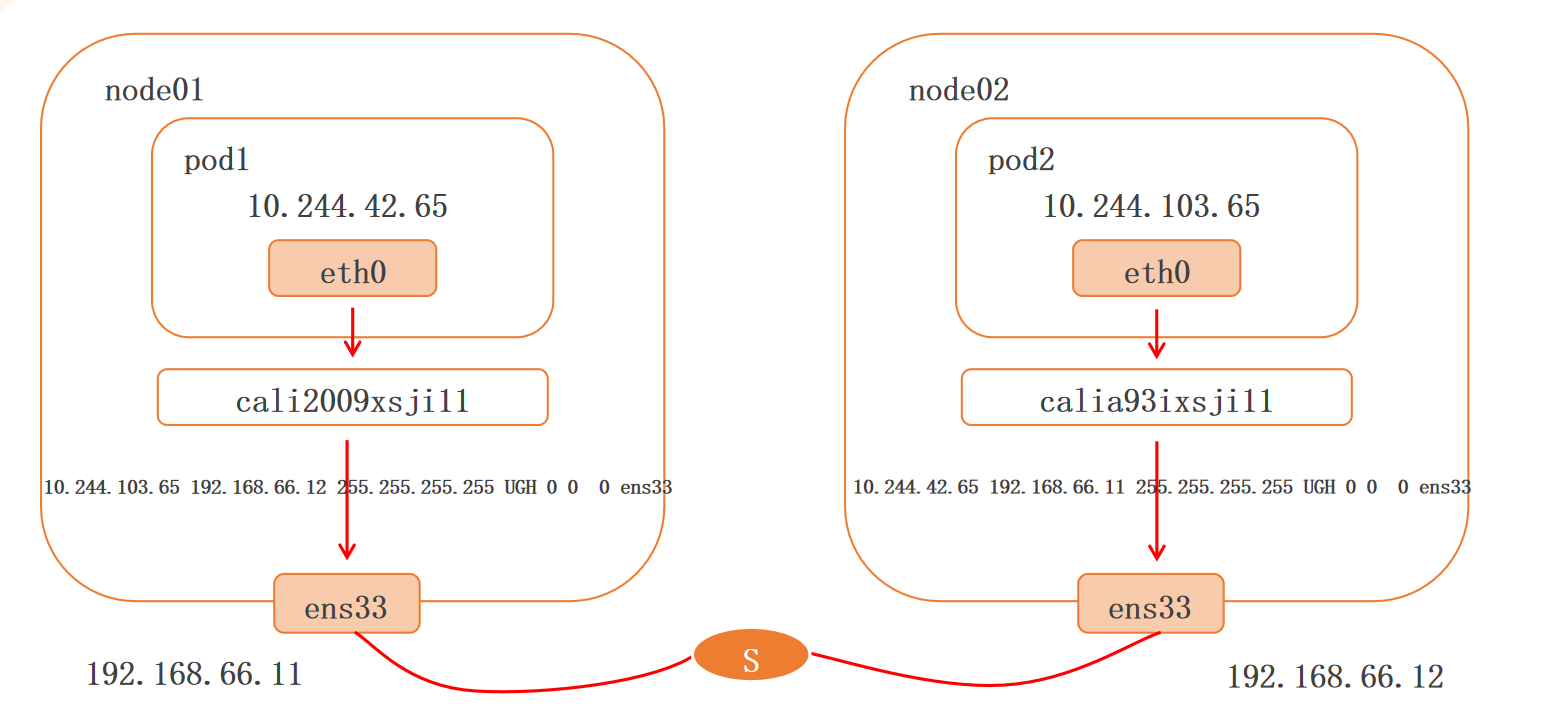 node01
pod1
10.244.42.65
eth0
cali2009xsji11
10.244.103.65 192.168.66.12 255.255.255.255 UGH 0 0 0 ens33
ens33
192.168.66.11
node02
pod2
10.244.103.65
eth0
calia93ixsji11
10.244.42.65 192.168.66.11 255.255.255.255 UGH 0 0 0 ens33
ens33
192.168.66.12
S